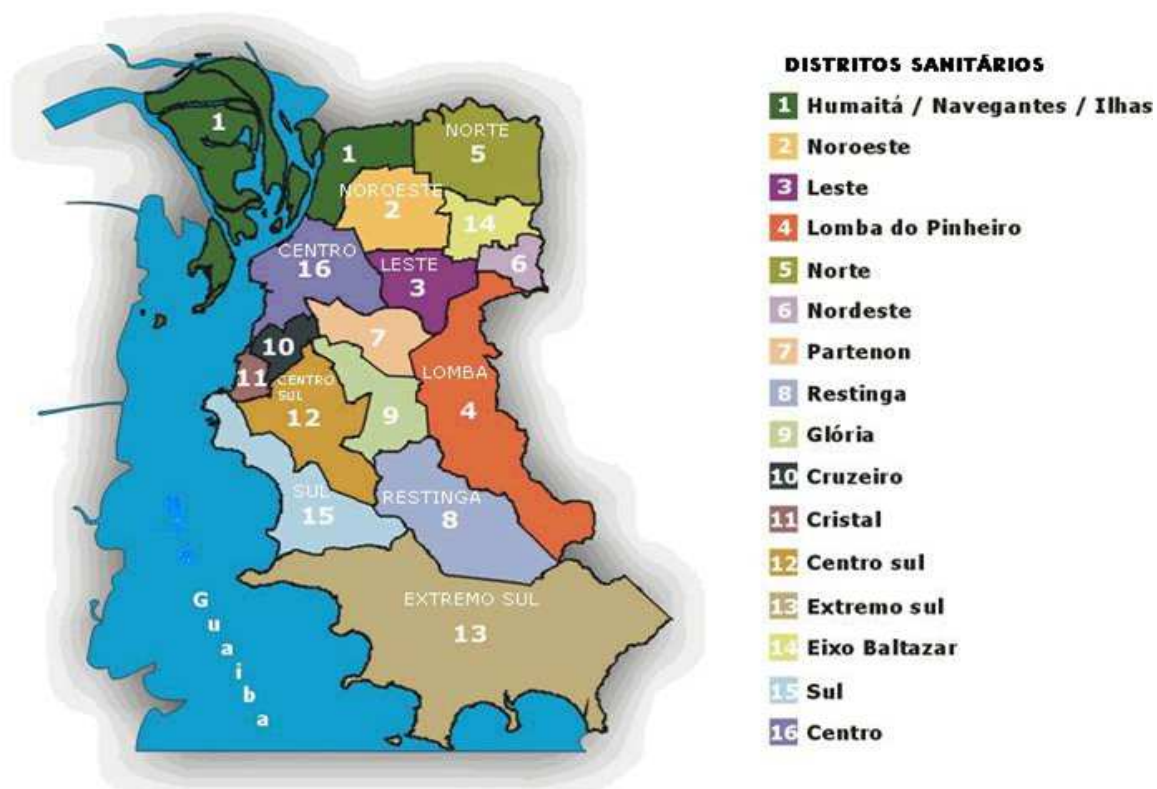 DISTRITOS SANITÁRIOS
1 Humaitá / Navegantes / Ilhas
2 Noroeste
3 Leste
4 Lomba do Pinheiro
5 Norte
6 Nordeste
7 Partenon
8 Restinga
9 Glória
10 Cruzeiro
11 Cristal
12 Centro sul
13 Extremo sul
14 Eixo Baltazar
15 Sul
16 Centro
1
NORTE
5
1
NOROESTE
2
14
CENTRO
16
LESTE
3
6
10
7
11
CENTRO
SUL
12
9
LOMBA
4
SUL
15
RESTINGA
8
EXTREMO SUL
13
Guaiba